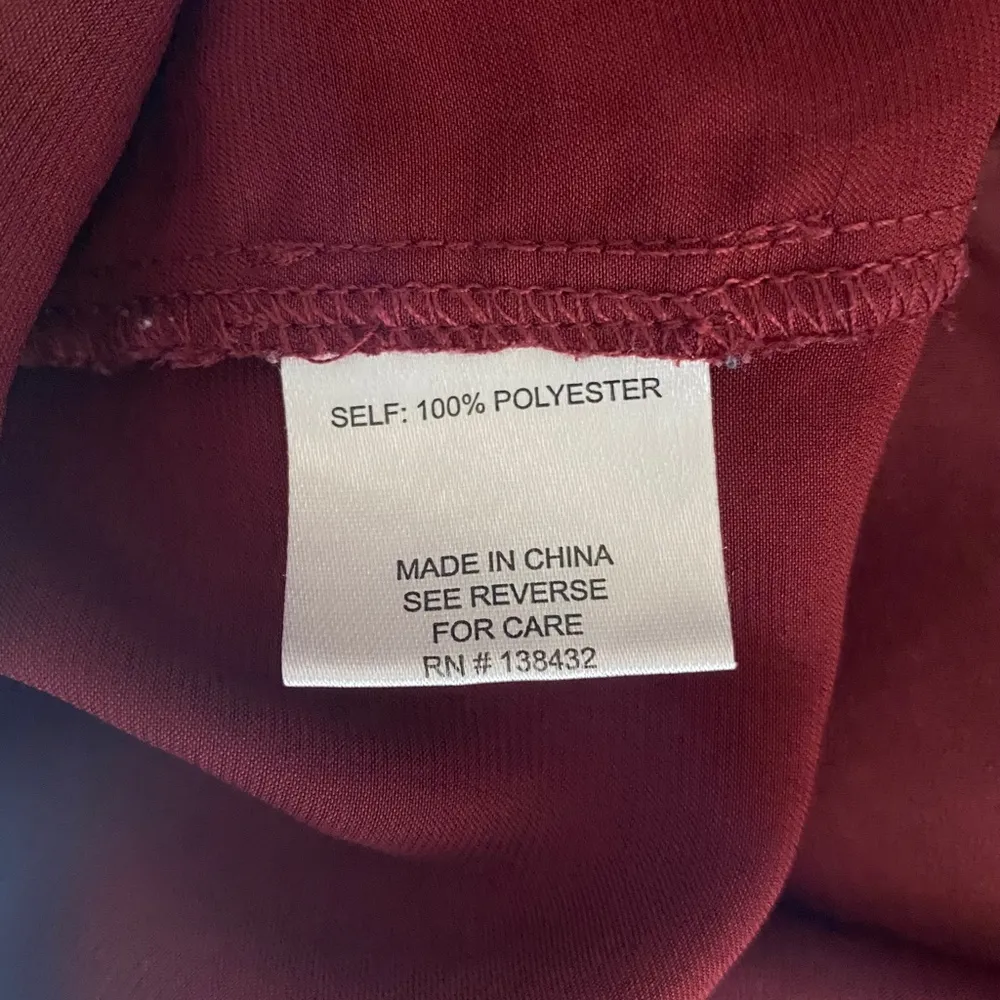 SELF: 100% POLYESTER
MADE IN CHINA
SEE REVERSE
FOR CARE
RN # 138432